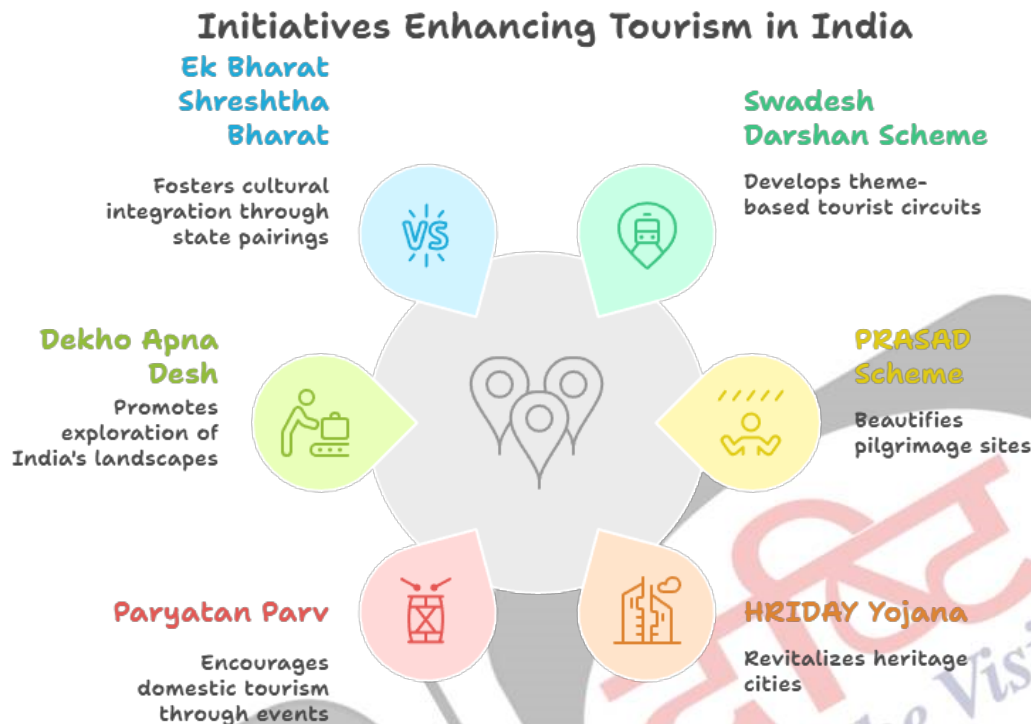 Initiatives Enhancing Tourism in India
Ek Bharat
Shreshtha
Bharat
Fosters cultural
integration through
state pairings
VS
Swadesh
Darshan Scheme
Develops theme-
based tourist circuits
Dekho Apna
Desh
Promotes
exploration of
India's landscapes
PRASAD
Scheme
Beautifies
pilgrimage sites
Paryatan Parv
Encourages
domestic tourism
through events
HRIDAY Yojana
Revitalizes heritage
cities